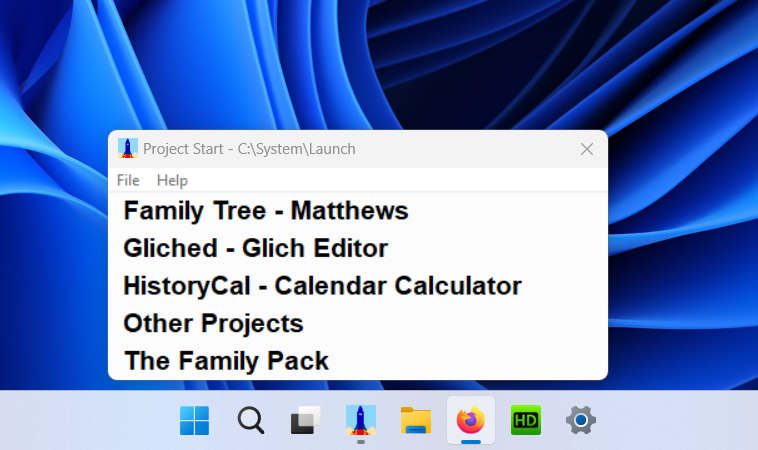 Project Start - C:\System\Launch
File Help
Family Tree - Matthews
Gliched - Glich Editor
HistoryCal - Calendar Calculator
Other Projects
The Family Pack
HD